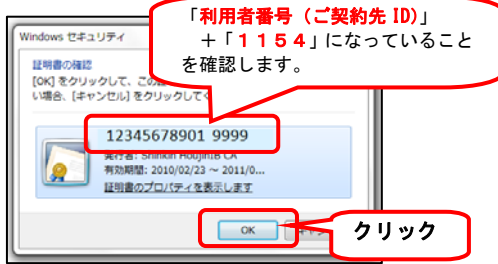 「利用者番号（ご契約先 ID）」
＋「１１５４」になっていること
を確認します。
Windows セキュリティ
証明書の確認
[OK] をクリックして、この
い場合、[キャンセル] をクリックして
12345678901 9999
発行者: Shinkin HoujinIB CA
有効期間: 2010/02/23 ～ 2011/0...
証明書のプロパティを表示します
OK
クリック